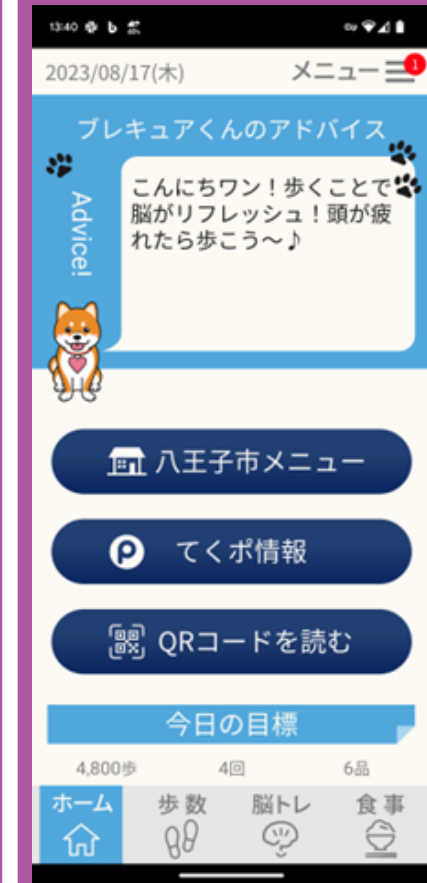 13:40
2023/08/17(木)
メニュー
1
ブレキュアくんのアドバイス
Advice!
こんにちワン！歩くことで
脳がリフレッシュ！頭が疲
れたら歩こう〜♪
八王子市メニュー
P てくポ情報
QRコードを読む
今日の目標
4,800歩 4回 6品
ホーム 歩数 脳トレ 食事